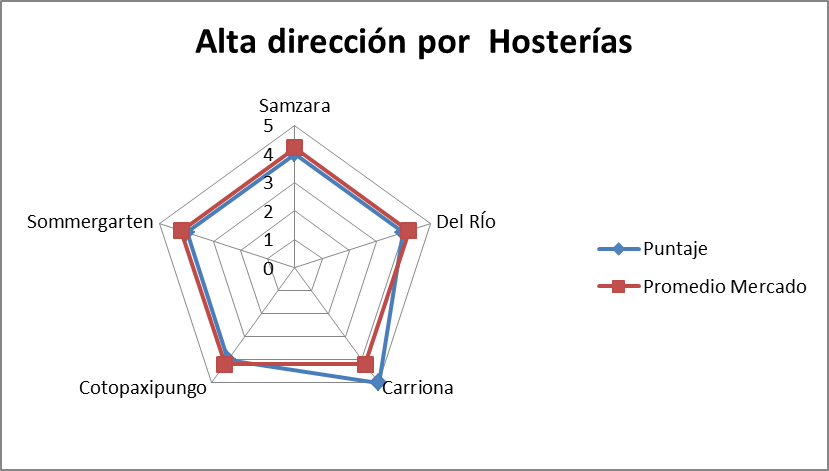 Alta dirección por  Hosterías
Samzara
5
4
3
2
1
0
Del RÍo
Carriona
Cotopaxipungo
Sommergarten
Puntaje
Promedio Mercado